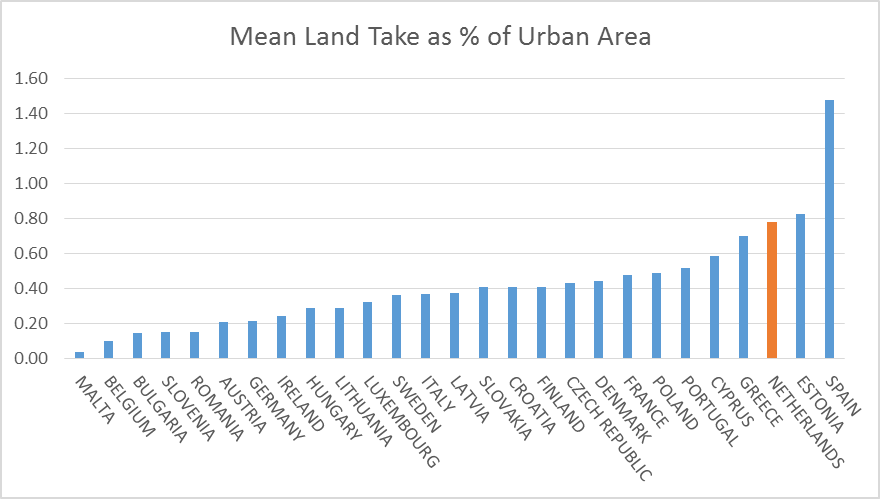 Mean Land Take as % of Urban Area
1.60
1.40
1.20
1.00
0.80
0.60
0.40
0.20
0.00
MALTA
BELGIUM
BULGARIA
SLOVENIA
ROMANIA
AUSTRIA
GERMANY
IRELAND
HUNGARY
LITHUANIA
LUXEMBOURG
SWEDEN
ITALY
LATVIA
SLOVAKIA
CROATIA
FINLAND
CZECH REPUBLIC
DENMARK
FRANCE
POLAND
PORTUGAL
CYPRUS
GREECE
NETHERLANDS
ESTONIA
SPAIN